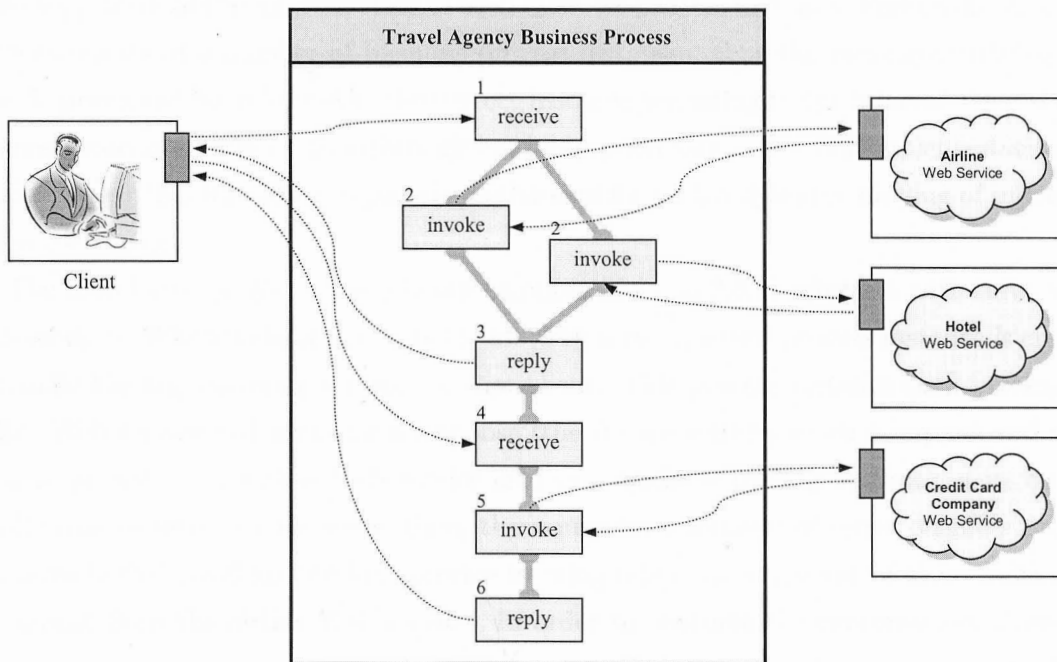 Travel Agency Business Process
1
receive
Airline
Web Service
2
invoke
2
invoke
Client
Hotel
Web Service
3
reply
4
receive
Credit Card
Company
Web Service
5
invoke
6
reply